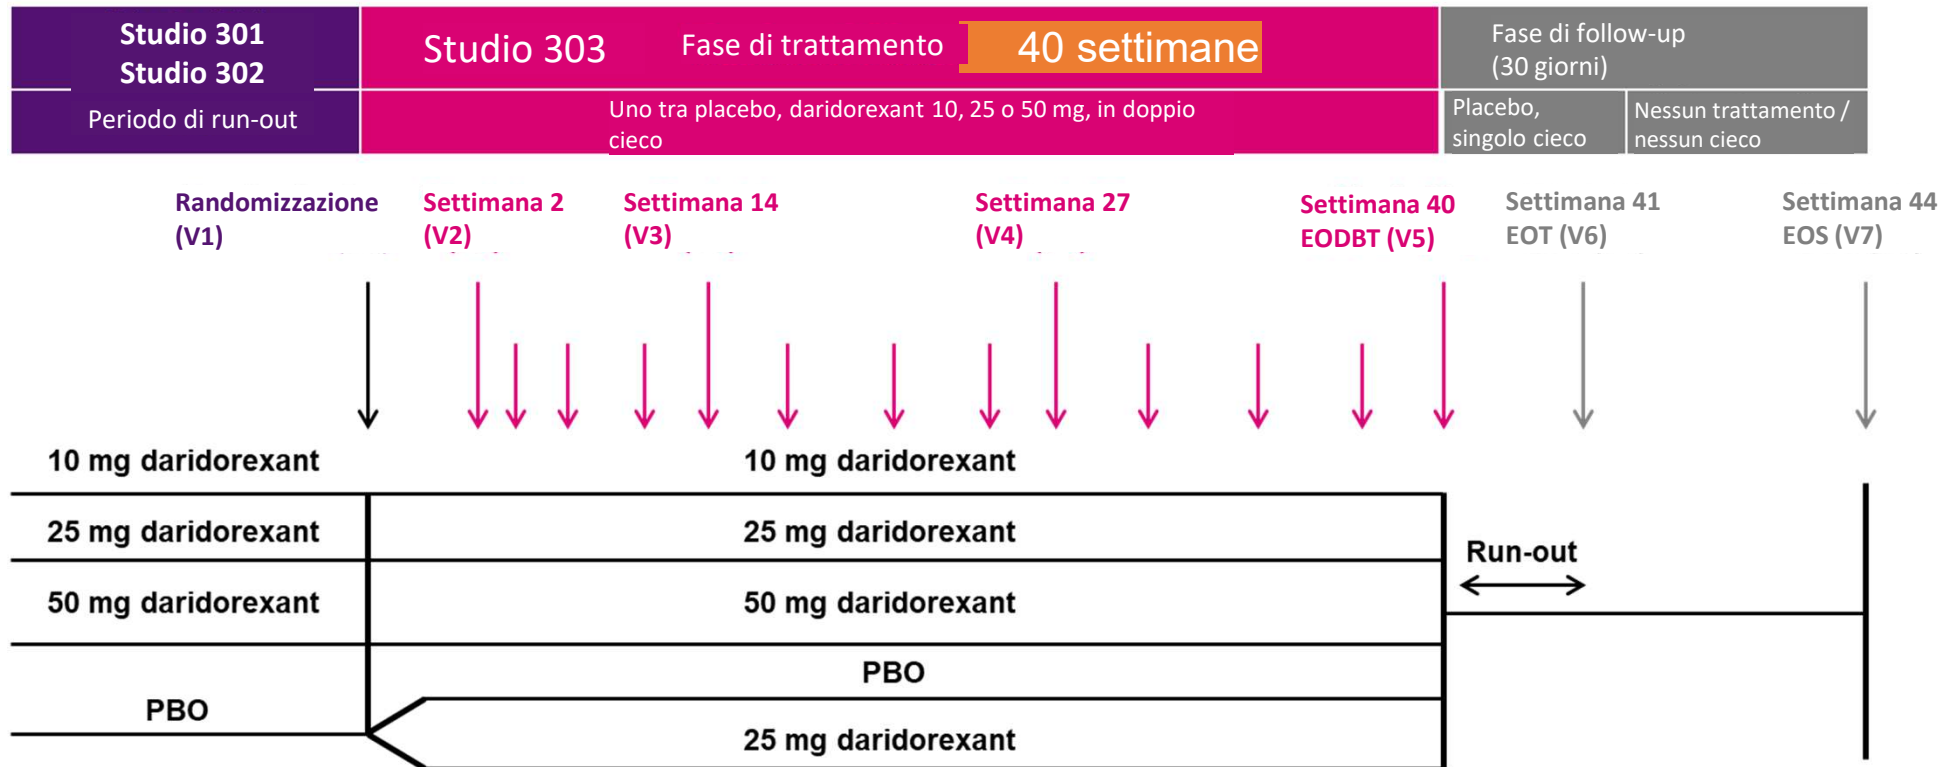 Studio 301
Studio 302
Studio 303
Fase di trattamento
40 settimane
Fase di follow-up
(30 giorni)
Periodo di run-out
Uno tra placebo, daridorexant 10, 25 o 50 mg, in doppio
cieco
Placebo,
singolo cieco
Nessun trattamento /
nessun cieco
Randomizzazione
(V1)
Settimana 2
(V2)
Settimana 14
(V3)
Settimana 27
(V4)
Settimana 40
EODBT (V5)
Settimana 41
EOT (V6)
Settimana 44
EOS (V7)
10 mg daridorexant
10 mg daridorexant
25 mg daridorexant
25 mg daridorexant
Run-out
50 mg daridorexant
50 mg daridorexant
PBO
PBO
25 mg daridorexant